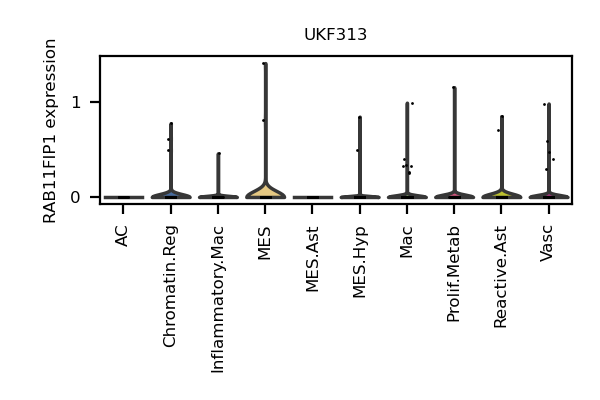 UKF313
RAB11FIP1 expression
1
0
AC
Chromatin.Reg
Inflammatory.Mac
MES
MES.Ast
MES.Hyp
Mac
Prolif.Metab
Reactive.Ast
Vasc